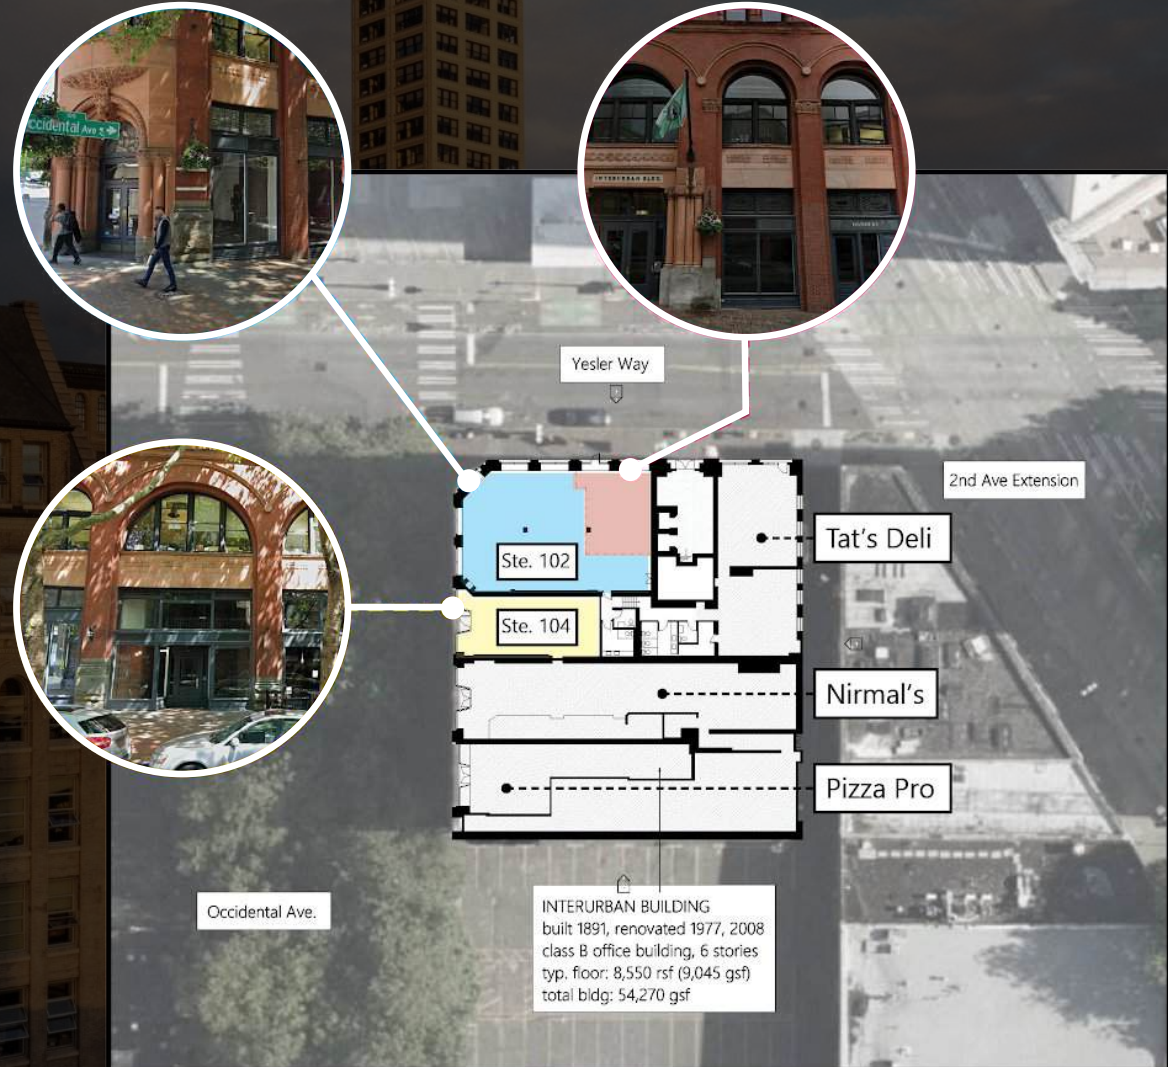 ccidental Ave S
INTERURBAN BLDG
Yesler Way
2nd Ave Extension
Ste. 102
Tat's Deli
Ste. 104
Nirmal's
Pizza Pro
Occidental Ave.
INTERURBAN BUILDING
built 1891, renovated 1977, 2008
class B office building, 6 stories
typ. floor: 8,550 rsf (9,045 gsf)
total bldg: 54,270 gsf